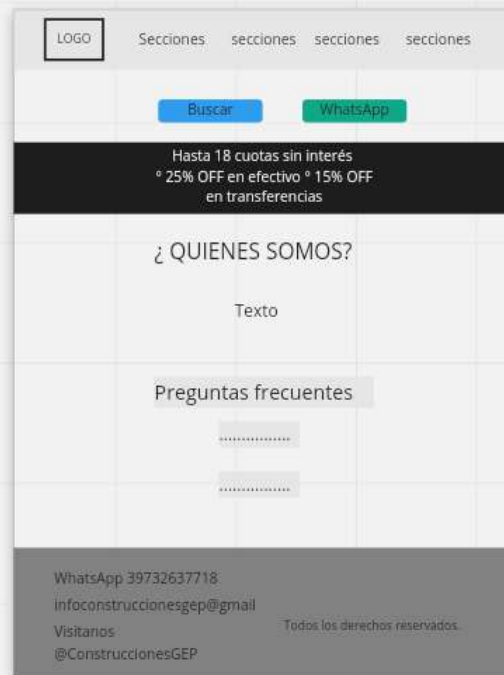 LOGO Secciones secciones secciones secciones
Buscar WhatsApp
Hasta 18 cuotas sin interés
° 25% OFF en efectivo ° 15% OFF
en transferencias
¿ QUIENES SOMOS?
Texto
Preguntas frecuentes
................
................
WhatsApp 39732637718
infoconstruccionesgep@gmail
Visitanos
@ConstruccionesGEP
Todos los derechos reservados.